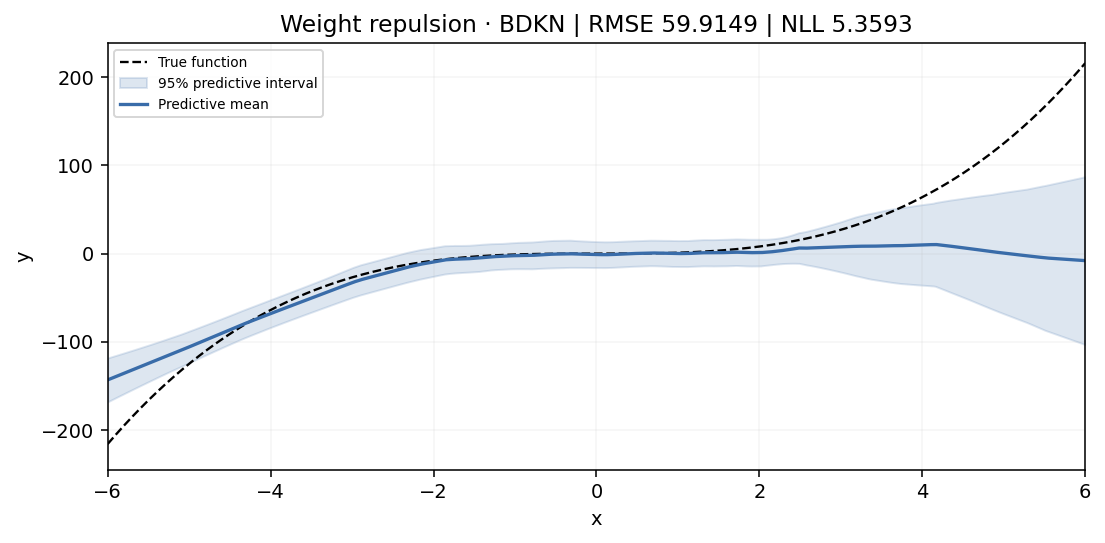 Weight repulsion · BDKN | RMSE 59.9149 | NLL 5.3593
True function
95% predictive interval
Predictive mean
200
100
0
−100
−200
y
−6 −4 −2 0 2 4 6
x